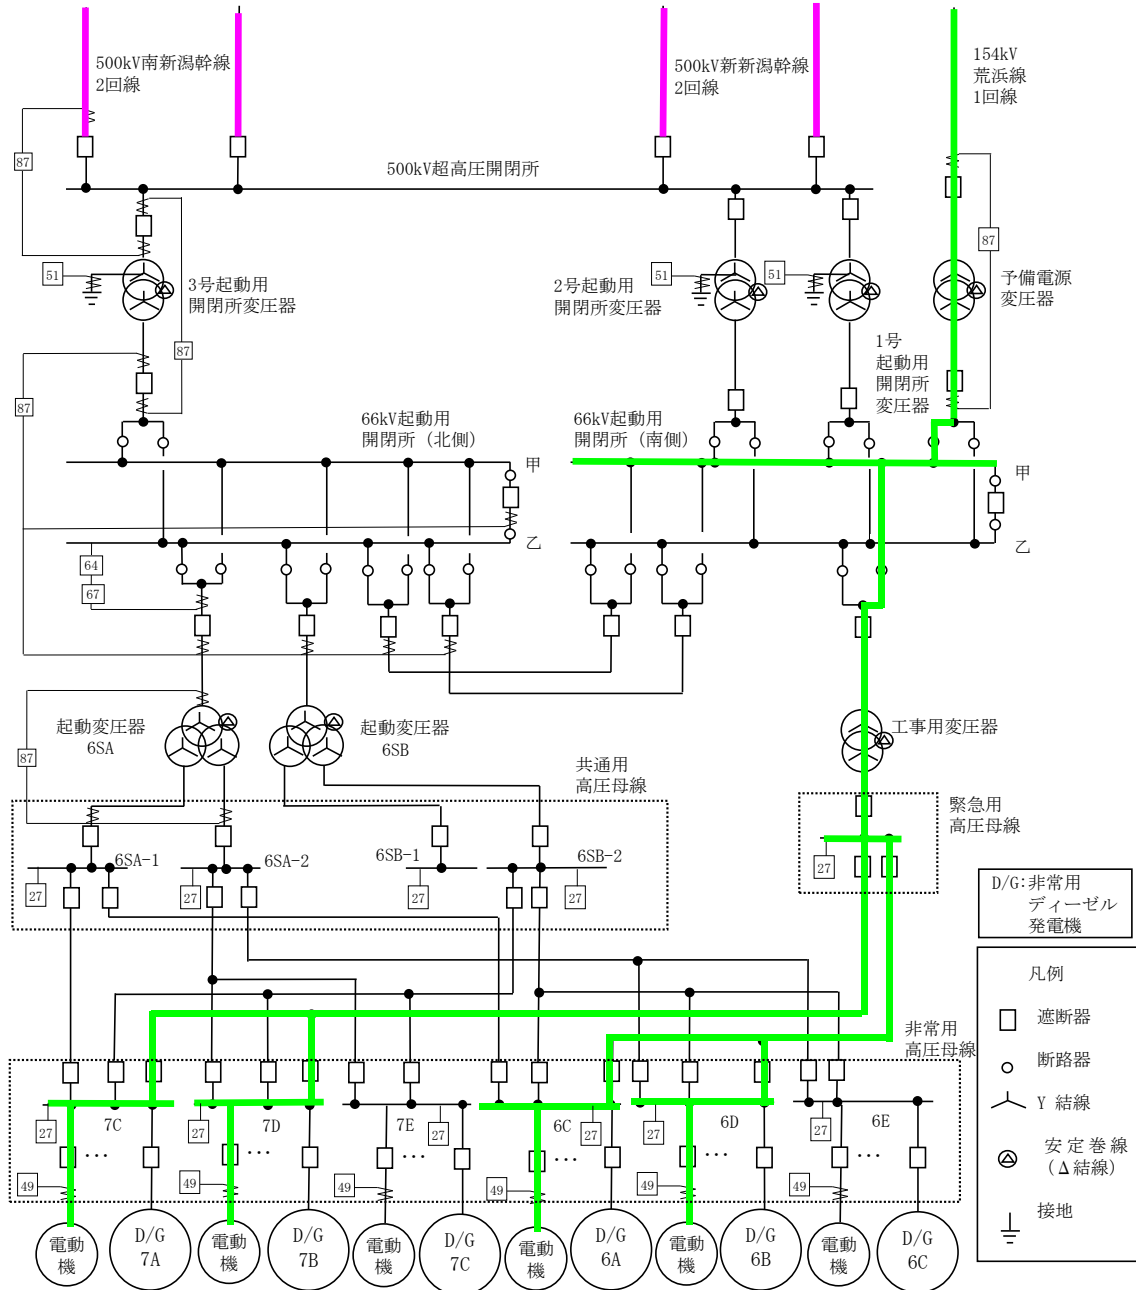 500kV南新潟幹線
2回線
500kV新新潟幹線
2回線
154kV
荒浜線
1回線
87
500kV超高圧開閉所
87
51
3号起動用
開閉所変圧器
51
2号起動用
開閉所変圧器
51
予備電源
変圧器
87
87
1号
起動用
開閉所
変圧器
66kV起動用
開閉所（北側）
66kV起動用
開閉所（南側）
甲
甲
乙
乙
64
67
起動変圧器
6SA
起動変圧器
6SB
工事用変圧器
87
共通用
高圧母線
緊急用
高圧母線
6SA-1
6SA-2
6SB-1
6SB-2
27
27
27
27
27
D/G:非常用
ディーゼル
発電機
凡例
遮断器
断路器
Y 結線
安定巻線
（Δ結線）
接地
非常用
高圧母線
27
7C
27
7D
7E
27
6C
27
27
6D
27
6E
...
...
...
...
...
...
49
49
49
49
49
49
電動
機
D/G
7A
電動
機
D/G
7B
電動
機
D/G
7C
電動
機
D/G
6A
電動
機
D/G
6B
電動
機
D/G
6C